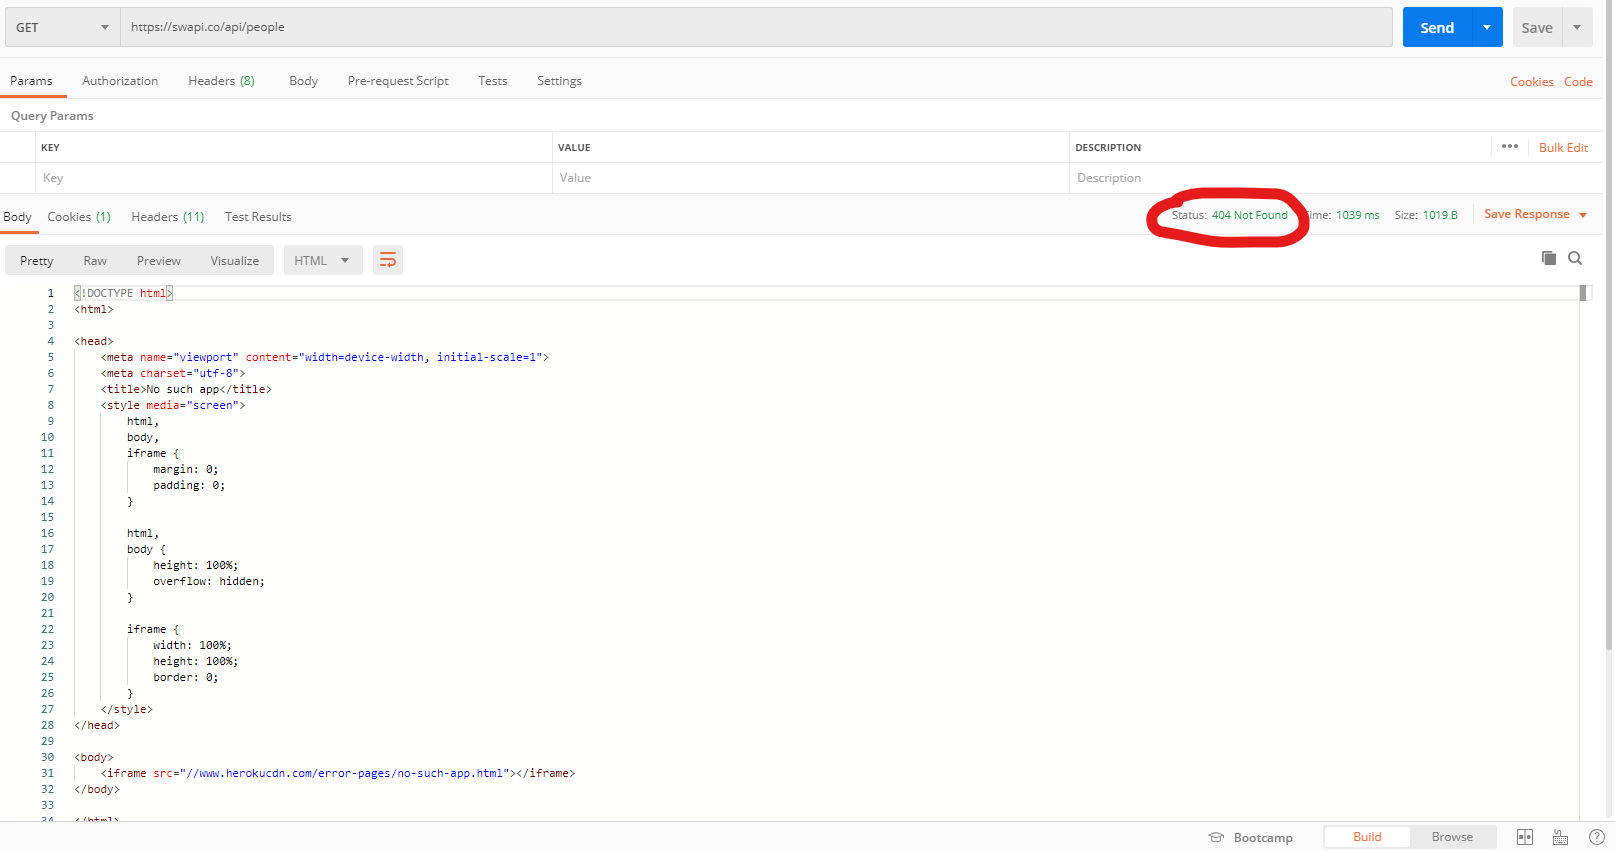 GET https://swapi.co/api/people Send Save
Params Authorization Headers (8) Body Pre-request Script Tests Settings Cookies Code
Query Params
KEY VALUE DESCRIPTION ••• Bulk Edit
Key Value Description
Body Cookies (1) Headers (11) Test Results Status: 404 Not Found Time: 1039 ms Size: 1019 B Save Response
Pretty Raw Preview Visualize HTML
1 <!DOCTYPE html>
2 <html>
3
4 <head>
5 <meta name="viewport" content="width=device-width, initial-scale=1">
6 <meta charset="utf-8">
7 <title>No such app</title>
8 <style media="screen">
9 html,
10 body,
11 iframe {
12 margin: 0;
13 padding: 0;
14 }
15
16 html,
17 body {
18 height: 100%;
19 overflow: hidden;
20 }
21
22 iframe {
23 width: 100%;
24 height: 100%;
25 border: 0;
26 }
27 </style>
28 </head>
29
30 <body>
31 <iframe src="//www.herokucdn.com/error-pages/no-such-app.html"></iframe>
32 </body>
33
34 </html>
Bootcamp Build Browse